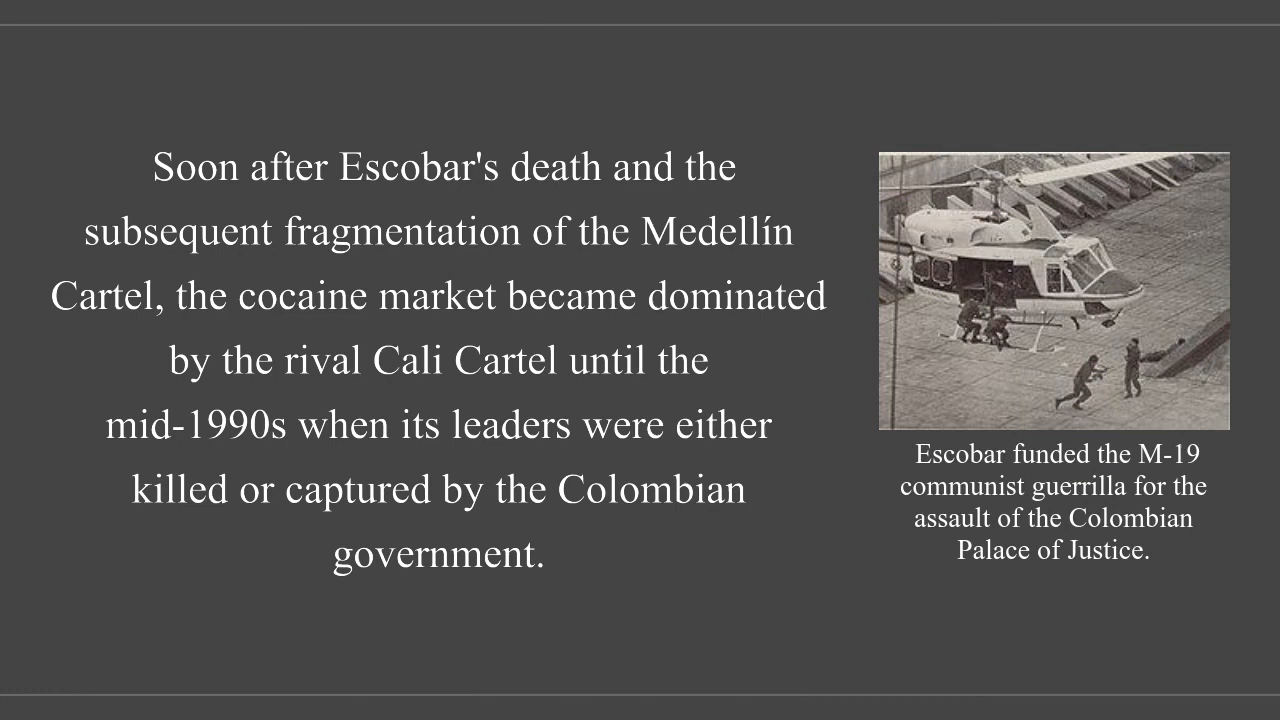 Soon after Escobar's death and the
subsequent fragmentation of the Medellín
Cartel, the cocaine market became dominated
by the rival Cali Cartel until the
mid-1990s when its leaders were either
killed or captured by the Colombian
government.
Escobar funded the M-19
communist guerrilla for the
assault of the Colombian
Palace of Justice.